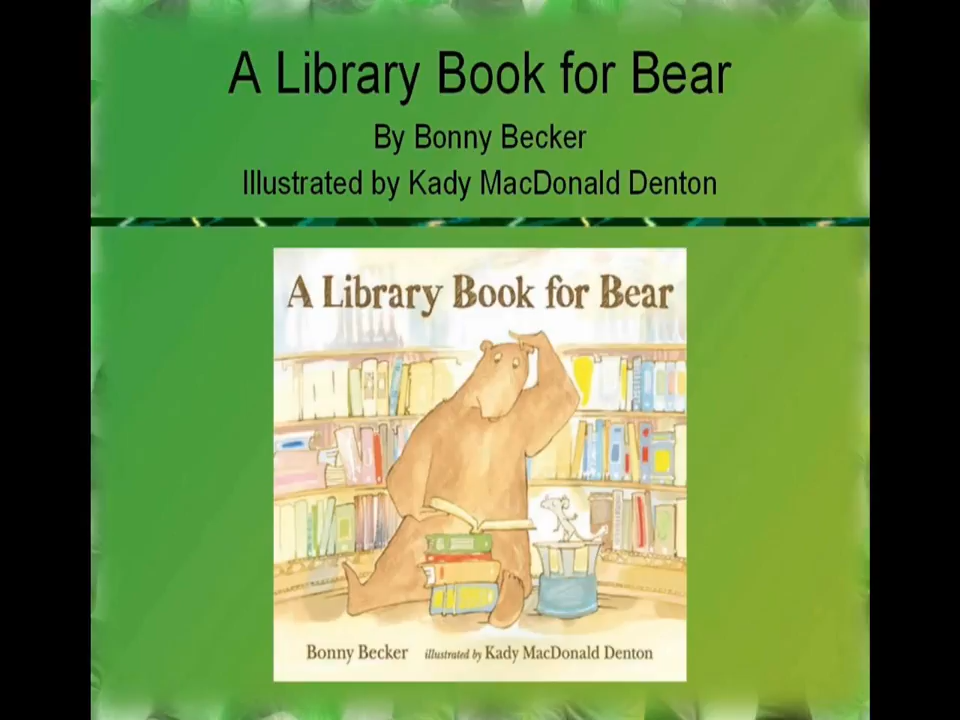 A Library Book for Bear
By Bonny Becker
Illustrated by Kady MacDonald Denton
A Library Book for Bear
Bonny Becker illustrated by Kady MacDonald Denton